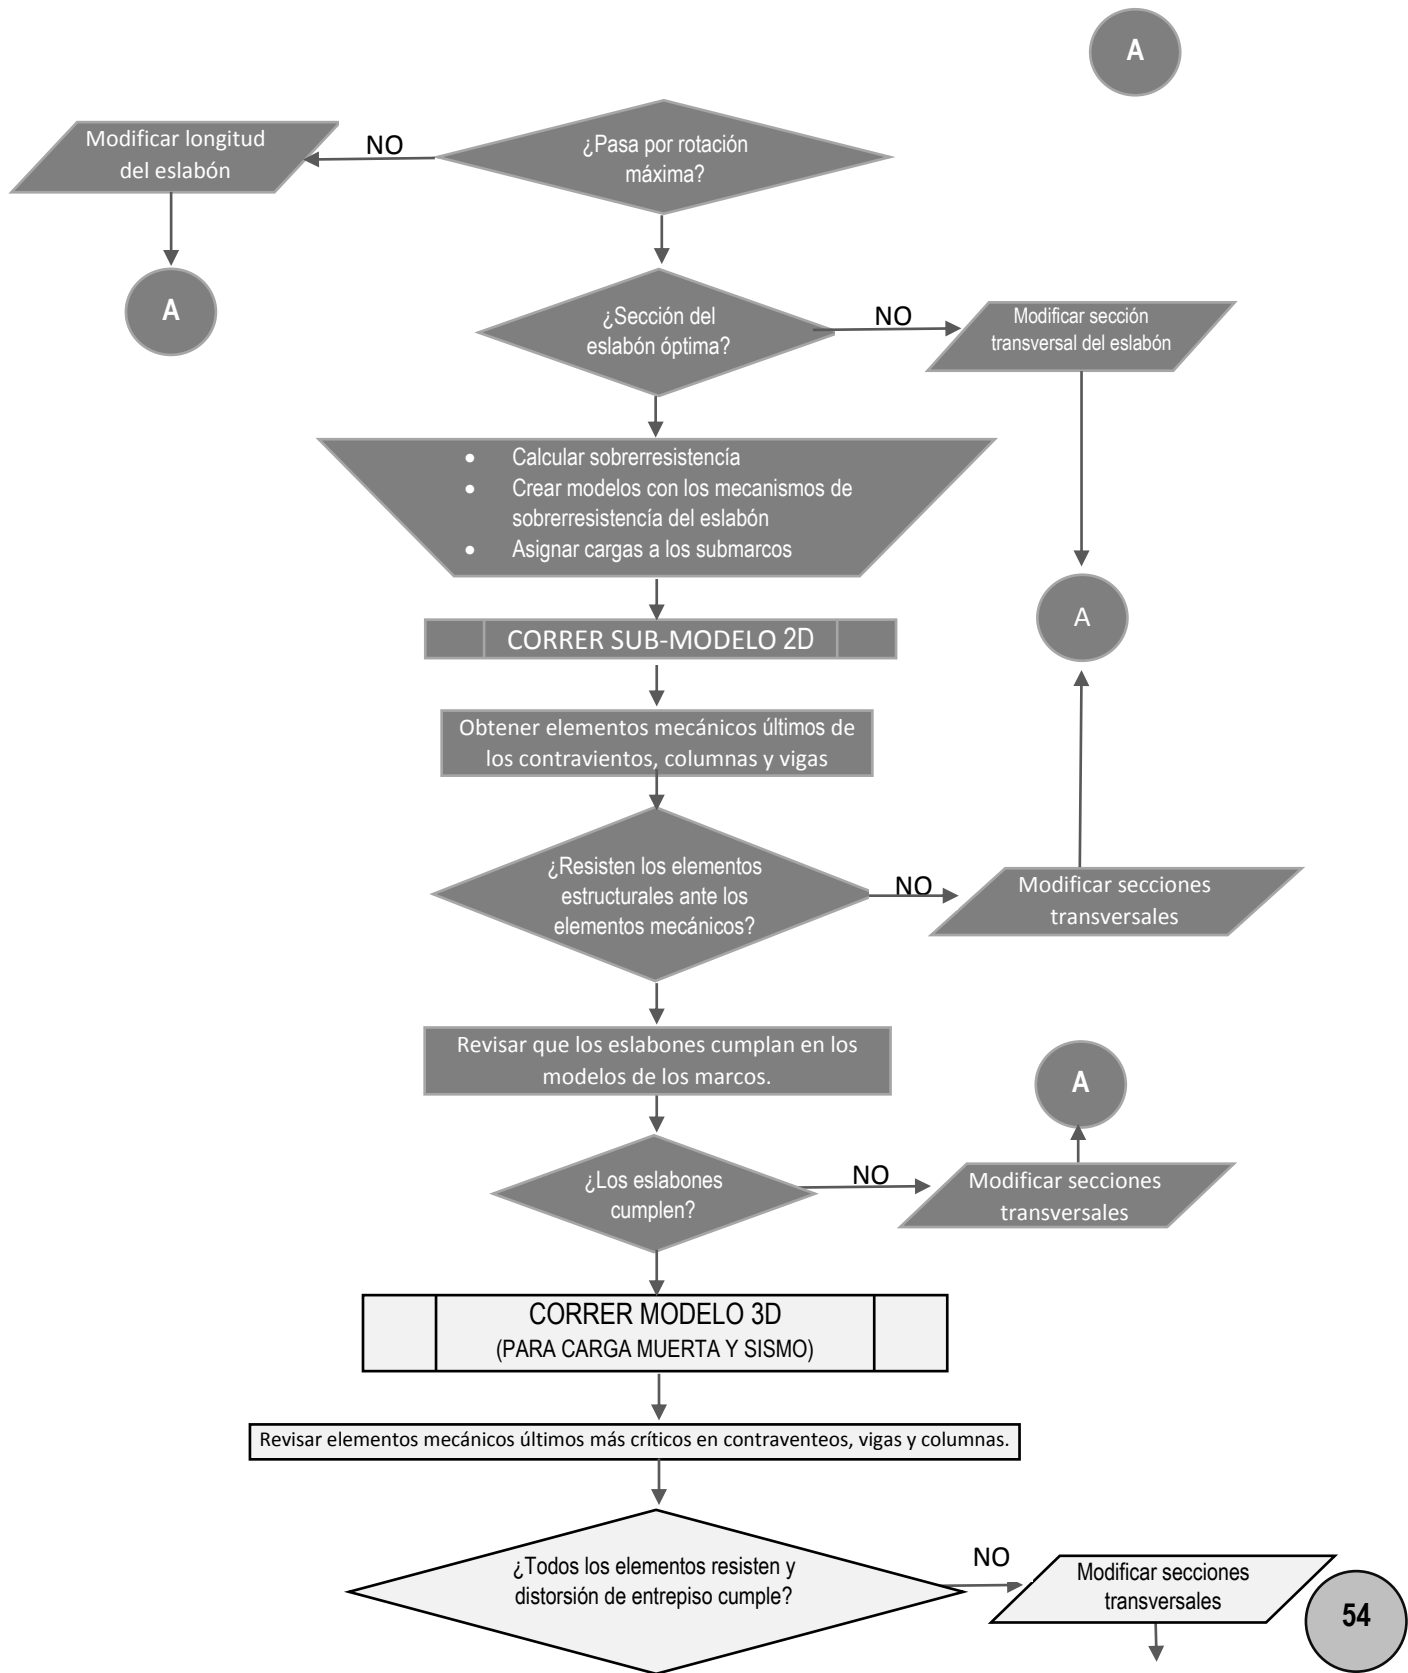 A
Modificar longitud
del eslabón
NO
¿Pasa por rotación
máxima?
A
¿Sección del
eslabón óptima?
NO
Modificar sección
transversal del eslabón
• Calcular sobrerresistencía
• Crear modelos con los mecanismos de
sobrerresistencía del eslabón
• Asignar cargas a los submarcos
A
CORRER SUB-MODELO 2D
Obtener elementos mecánicos últimos de
los contravientos, columnas y vigas
¿Resisten los elementos
estructurales ante los
elementos mecánicos?
NO
Modificar secciones
transversales
Revisar que los eslabones cumplan en los
modelos de los marcos.
A
¿Los eslabones
cumplen?
NO
Modificar secciones
transversales
CORRER MODELO 3D
(PARA CARGA MUERTA Y SISMO)
Revisar elementos mecánicos últimos más críticos en contraventeos, vigas y columnas.
¿Todos los elementos resisten y
distorsión de entrepiso cumple?
NO
Modificar secciones
transversales
54